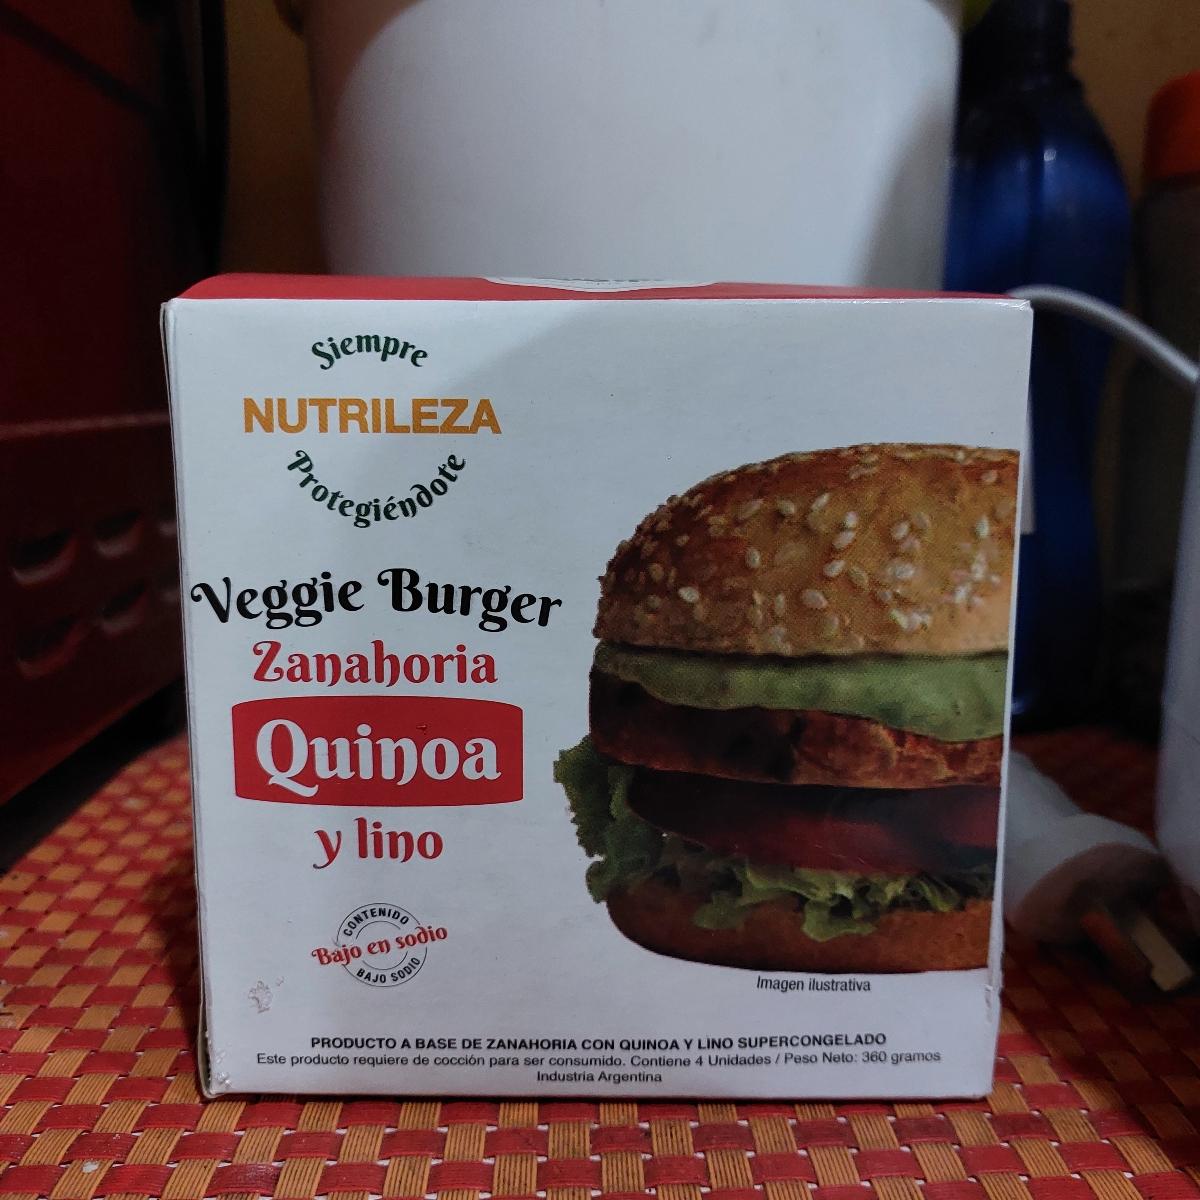 Siempre
NUTRILEZA
Protegiéndote
Veggie Burger
Zanahoria
Quinoa
y lino
CONTENIDO
Bajo en sodio
BAJO SODIO
Imagen ilustrativa
PRODUCTO A BASE DE ZANAHORIA CON QUINOA Y LINO SUPERCONGELADO
Este producto requiere de cocción para ser consumido. Contiene 4 Unidades / Peso Neto: 360 gramos
Industria Argentina